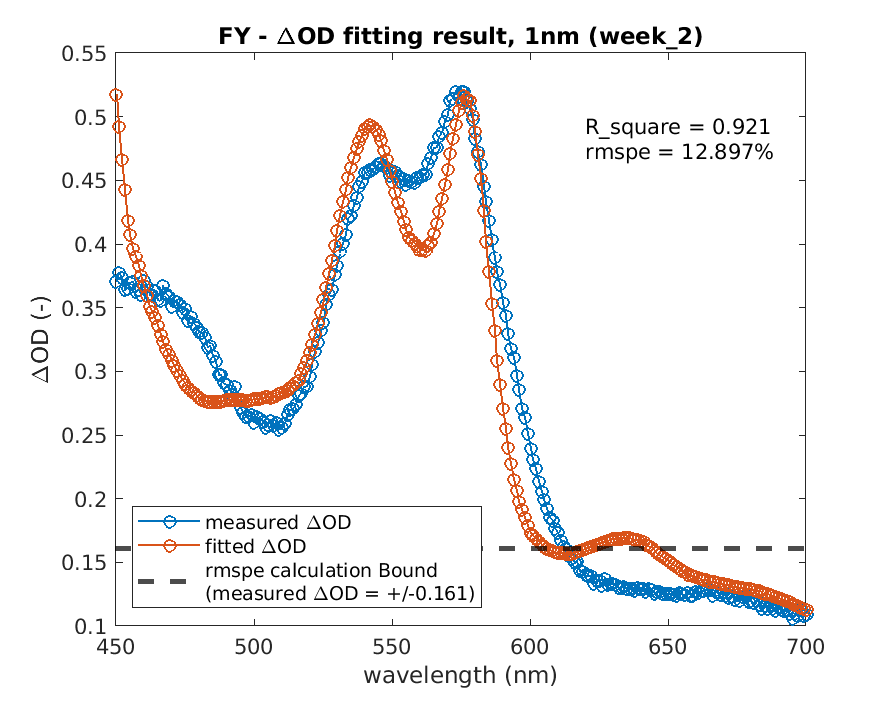 FY - ΔOD fitting result, 1nm (week_2)
0.55
0.5
0.45
0.4
0.35
0.3
0.25
0.2
0.15
0.1
ΔOD (-)
R_square = 0.921
rmspe = 12.897%
measured ΔOD
fitted ΔOD
rmspe calculation Bound
(measured ΔOD = +/-0.161)
450 500 550 600 650 700
wavelength (nm)